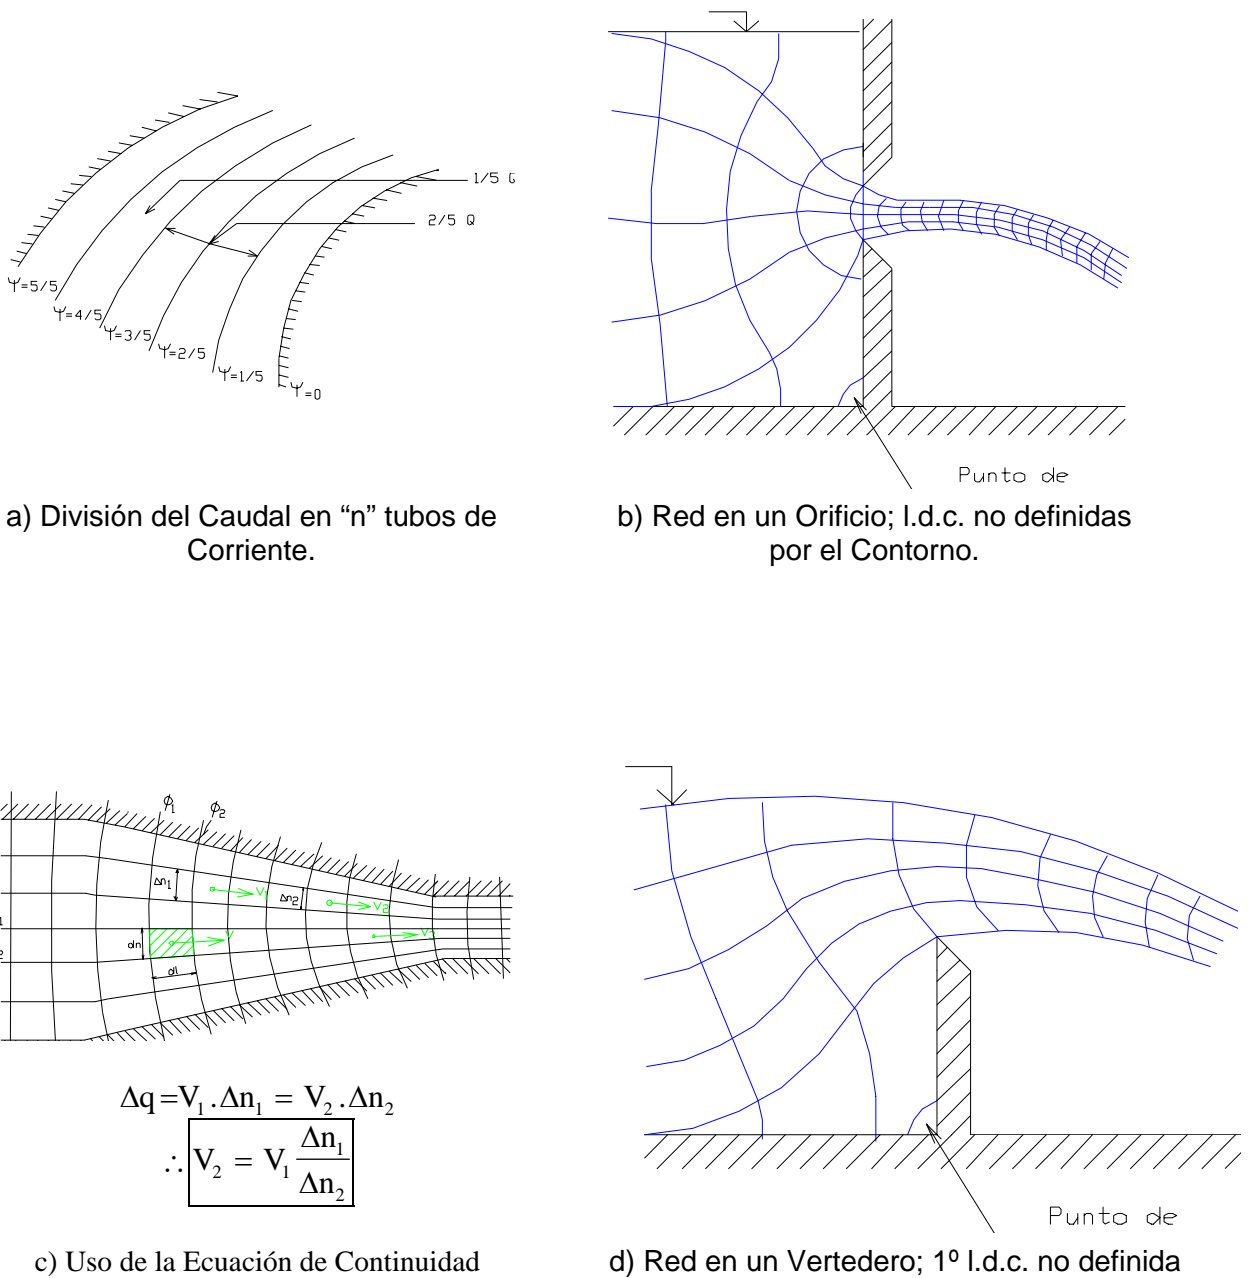 1/5 Q
2/5 Q
Ψ=5/5
Ψ=4/5
Ψ=3/5
Ψ=2/5
Ψ=1/5
Ψ=0
Punto de
a) División del Caudal en “n” tubos de
Corriente.
b) Red en un Orificio; l.d.c. no definidas
por el Contorno.
ϕ₁
ϕ₂
Δn₁
V₁
Δn₂
V₂
dn
V
dl
Δq = V₁ . Δn₁ = V₂ . Δn₂
∴ V₂ = V₁ Δn₁ / Δn₂
Punto de
c) Uso de la Ecuación de Continuidad
d) Red en un Vertedero; 1º l.d.c. no definida